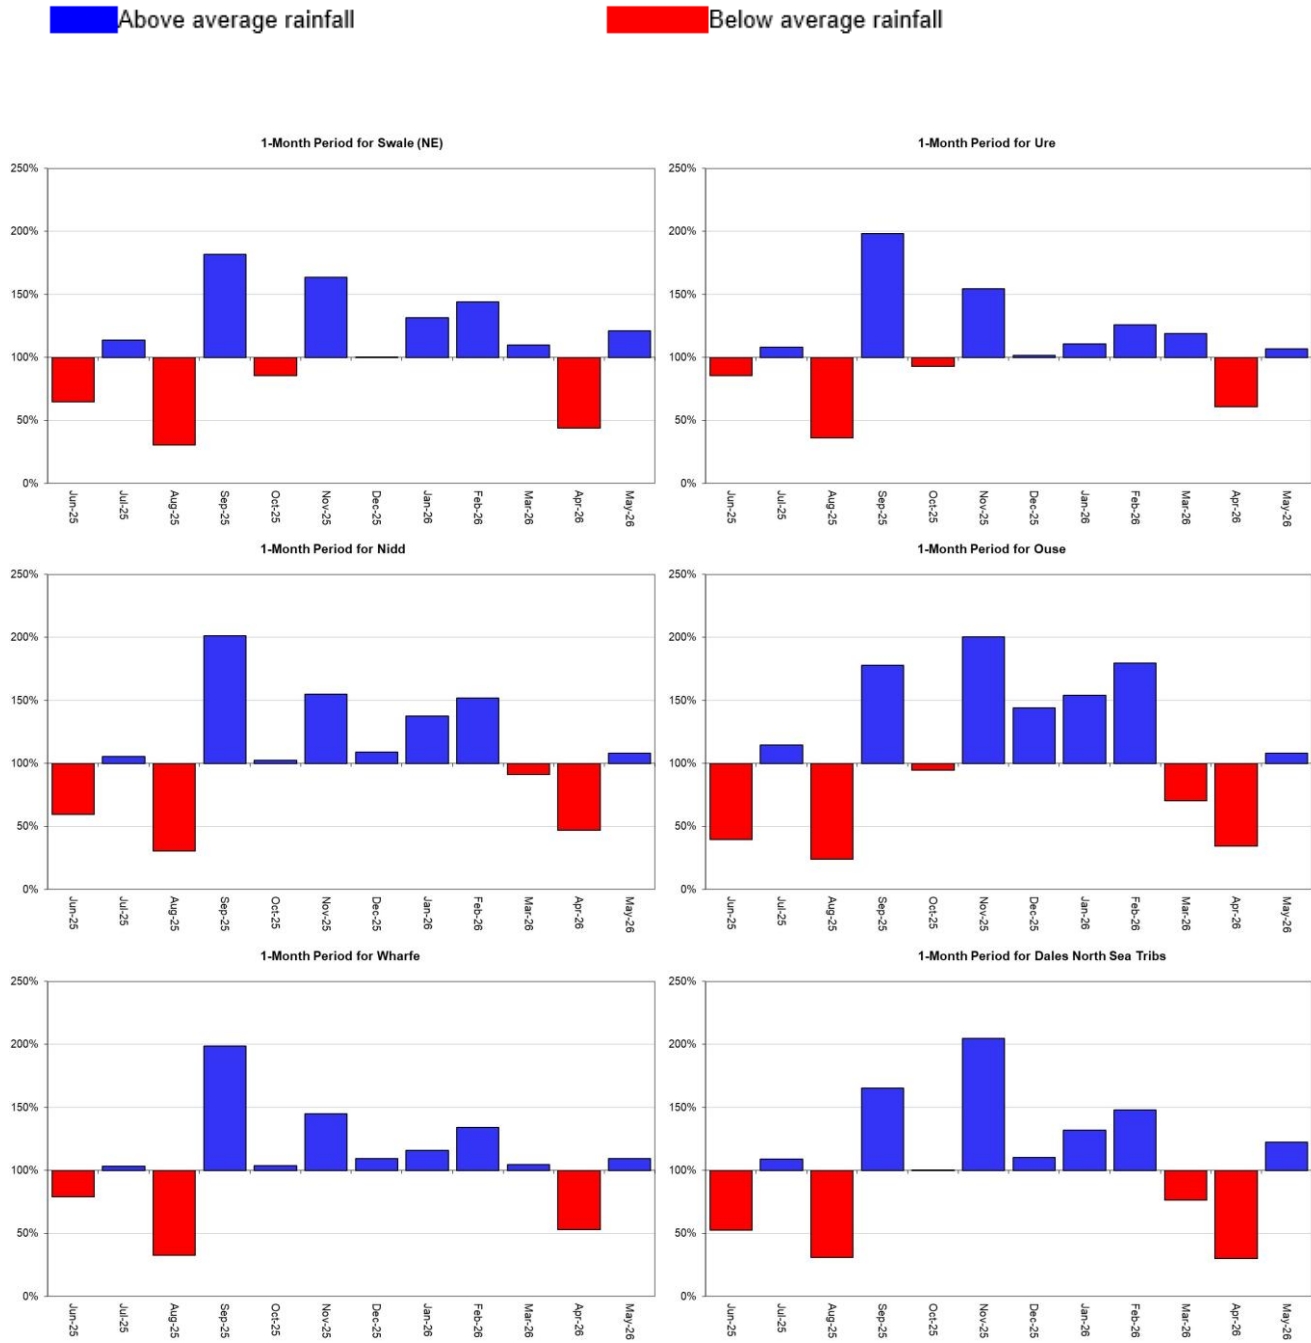 Above average rainfall Below average rainfall
1-Month Period for Swale (NE)
250%
200%
150%
100%
50%
0%
Jun-25 Jul-25 Aug-25 Sep-25 Oct-25 Nov-25 Dec-25 Jan-26 Feb-26 Mar-26 Apr-26 May-26
1-Month Period for Ure
250%
200%
150%
100%
50%
0%
Jun-25 Jul-25 Aug-25 Sep-25 Oct-25 Nov-25 Dec-25 Jan-26 Feb-26 Mar-26 Apr-26 May-26
1-Month Period for Nidd
250%
200%
150%
100%
50%
0%
Jun-25 Jul-25 Aug-25 Sep-25 Oct-25 Nov-25 Dec-25 Jan-26 Feb-26 Mar-26 Apr-26 May-26
1-Month Period for Ouse
250%
200%
150%
100%
50%
0%
Jun-25 Jul-25 Aug-25 Sep-25 Oct-25 Nov-25 Dec-25 Jan-26 Feb-26 Mar-26 Apr-26 May-26
1-Month Period for Wharfe
250%
200%
150%
100%
50%
0%
Jun-25 Jul-25 Aug-25 Sep-25 Oct-25 Nov-25 Dec-25 Jan-26 Feb-26 Mar-26 Apr-26 May-26
1-Month Period for Dales North Sea Tribs
250%
200%
150%
100%
50%
0%
Jun-25 Jul-25 Aug-25 Sep-25 Oct-25 Nov-25 Dec-25 Jan-26 Feb-26 Mar-26 Apr-26 May-26